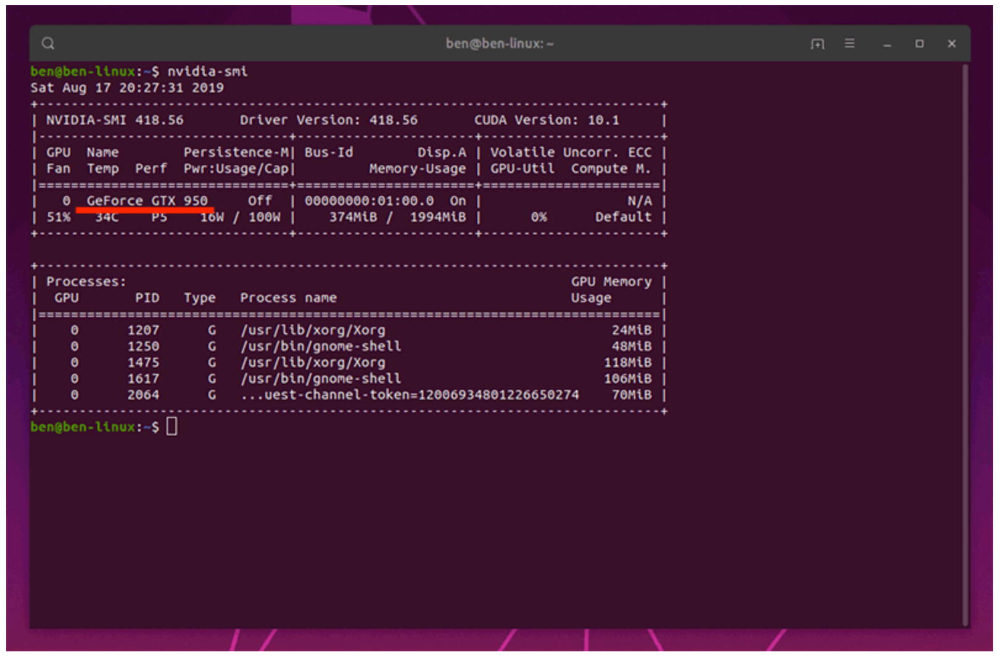 ben@ben-linux: ~
ben@ben-linux:~$ nvidia-smi
Sat Aug 17 20:27:31 2019
+-----------------------------------------------------------------------------+
| NVIDIA-SMI 418.56       Driver Version: 418.56       CUDA Version: 10.1     |
|-------------------------------+----------------------+----------------------+
| GPU  Name        Persistence-M| Bus-Id        Disp.A | Volatile Uncorr. ECC |
| Fan  Temp  Perf  Pwr:Usage/Cap|         Memory-Usage | GPU-Util  Compute M. |
|===============================+======================+======================|
|   0  GeForce GTX 950     Off  | 00000000:01:00.0  On |                  N/A |
| 51%   34C    P5    16W / 100W |    374MiB /  1994MiB |      0%      Default |
+-------------------------------+----------------------+----------------------+
+-----------------------------------------------------------------------------+
| Processes:                                                       GPU Memory |
|  GPU       PID   Type   Process name                             Usage      |
|=============================================================================|
|    0      1207      G   /usr/lib/xorg/Xorg                            24MiB |
|    0      1250      G   /usr/bin/gnome-shell                          48MiB |
|    0      1475      G   /usr/lib/xorg/Xorg                           118MiB |
|    0      1617      G   /usr/bin/gnome-shell                         106MiB |
|    0      2064      G   ...uest-channel-token=12006934801226650274    70MiB |
+-----------------------------------------------------------------------------+
ben@ben-linux:~$